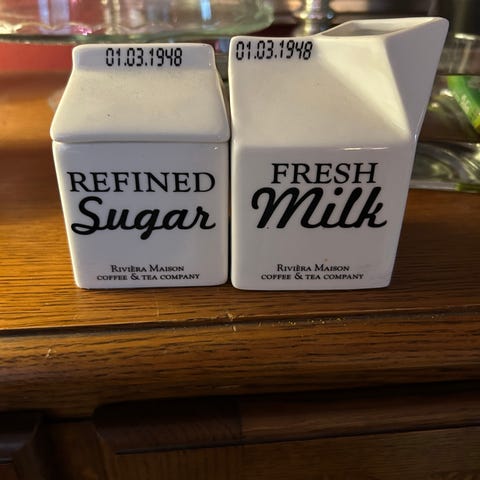 01.03.1948
REFINED
Sugar
RIVIÈRA MAISON
COFFEE & TEA COMPANY
01.03.1948
FRESH
Milk
RIVIÈRA MAISON
COFFEE & TEA COMPANY